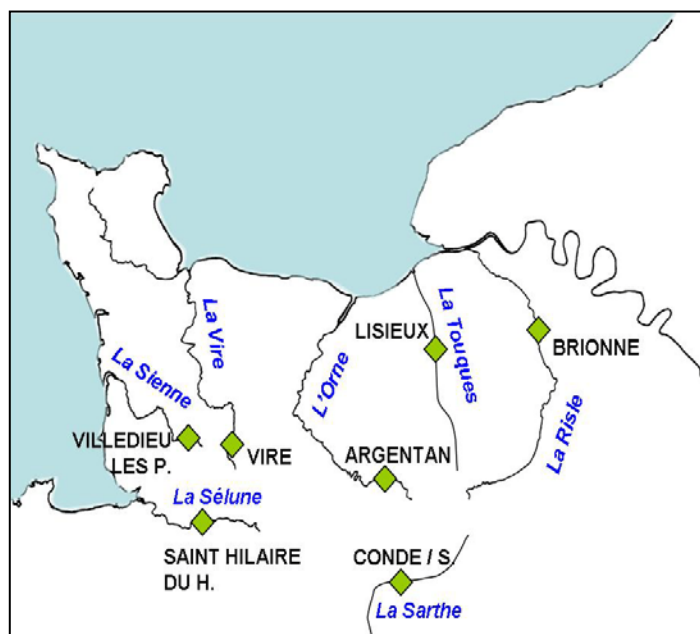 La Vire
La Sienne
L'Orne
LISIEUX
La Touques
BRIONNE
La Risle
VILLEDIEU
LES P.
VIRE
ARGENTAN
La Sélune
SAINT HILAIRE
DU H.
CONDE / S
La Sarthe